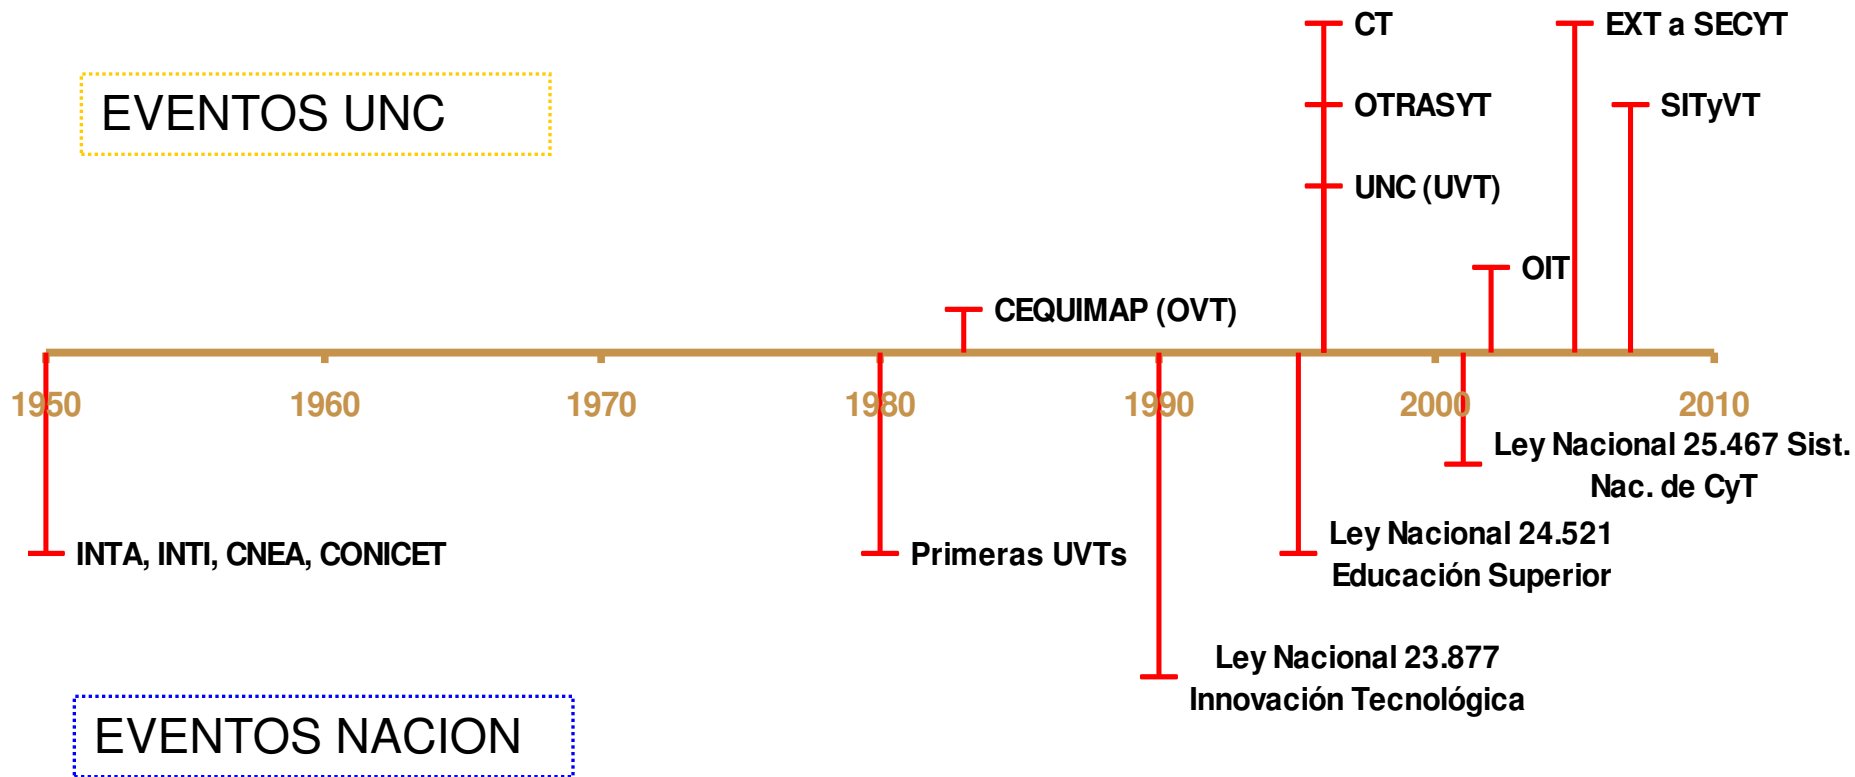 CT
EXT a SECYT
EVENTOS UNC
OTRASYT
SITyVT
UNC (UVT)
OIT
CEQUIMAP (OVT)
1950
1960
1970
1980
1990
2000
2010
Ley Nacional 25.467 Sist.
Nac. de CyT
INTA, INTI, CNEA, CONICET
Primeras UVTs
Ley Nacional 24.521
Educación Superior
Ley Nacional 23.877
Innovación Tecnológica
EVENTOS NACION